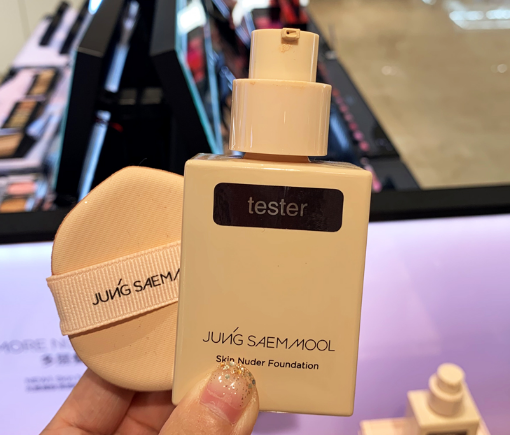 tester
JUNG SAEMMOOL
Skin Nuder Foundation
JUNG SAEM